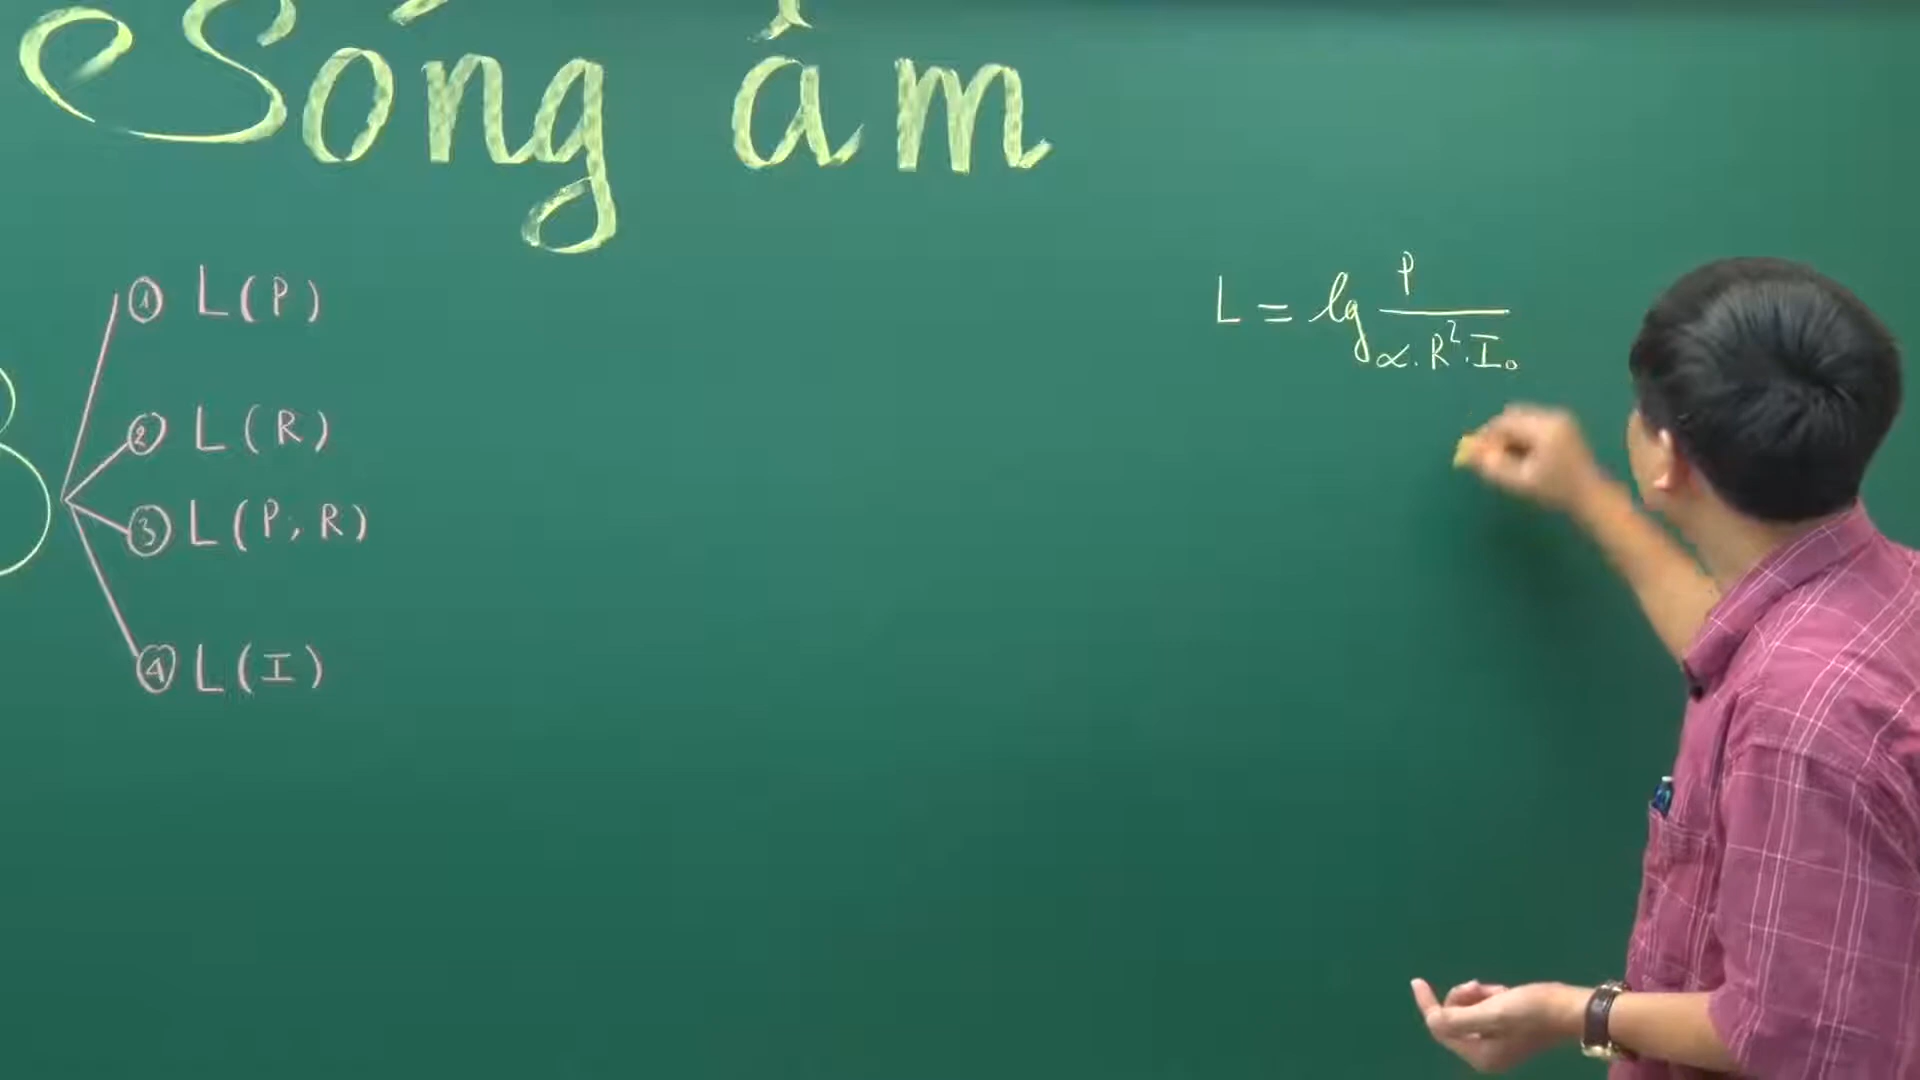 Sóng âm
① L(P)
② L(R)
③ L(P, R)
④ L(I)
L = lg P / α.R².I₀